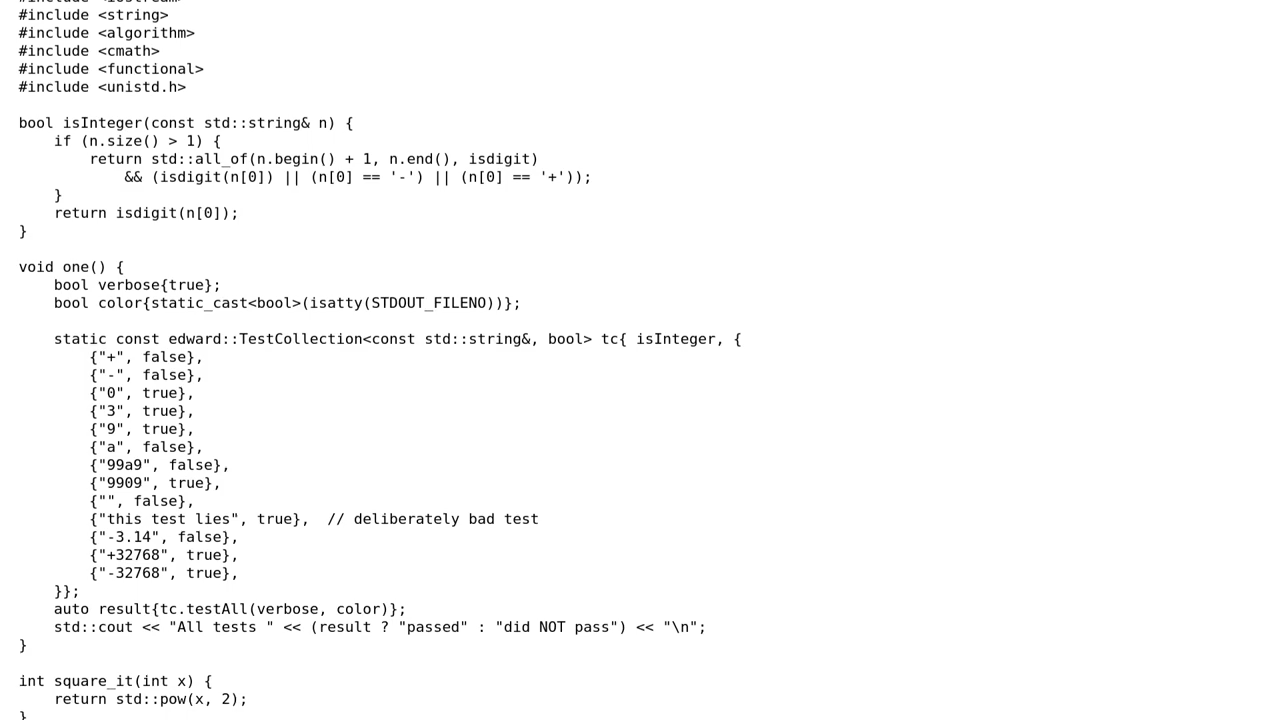 #include <iostream>
#include <string>
#include <algorithm>
#include <cmath>
#include <functional>
#include <unistd.h>

bool isInteger(const std::string& n) {
    if (n.size() > 1) {
        return std::all_of(n.begin() + 1, n.end(), isdigit)
            && (isdigit(n[0]) || (n[0] == '-') || (n[0] == '+'));
    }
    return isdigit(n[0]);
}

void one() {
    bool verbose{true};
    bool color{static_cast<bool>(isatty(STDOUT_FILENO))};

    static const edward::TestCollection<const std::string&, bool> tc{ isInteger, {
        {"+", false},
        {"-", false},
        {"0", true},
        {"3", true},
        {"9", true},
        {"a", false},
        {"99a9", false},
        {"9909", true},
        {"", false},
        {"this test lies", true},  // deliberately bad test
        {"-3.14", false},
        {"+32768", true},
        {"-32768", true},
    }};
    auto result{tc.testAll(verbose, color)};
    std::cout << "All tests " << (result ? "passed" : "did NOT pass") << "\n";
}

int square_it(int x) {
    return std::pow(x, 2);
}